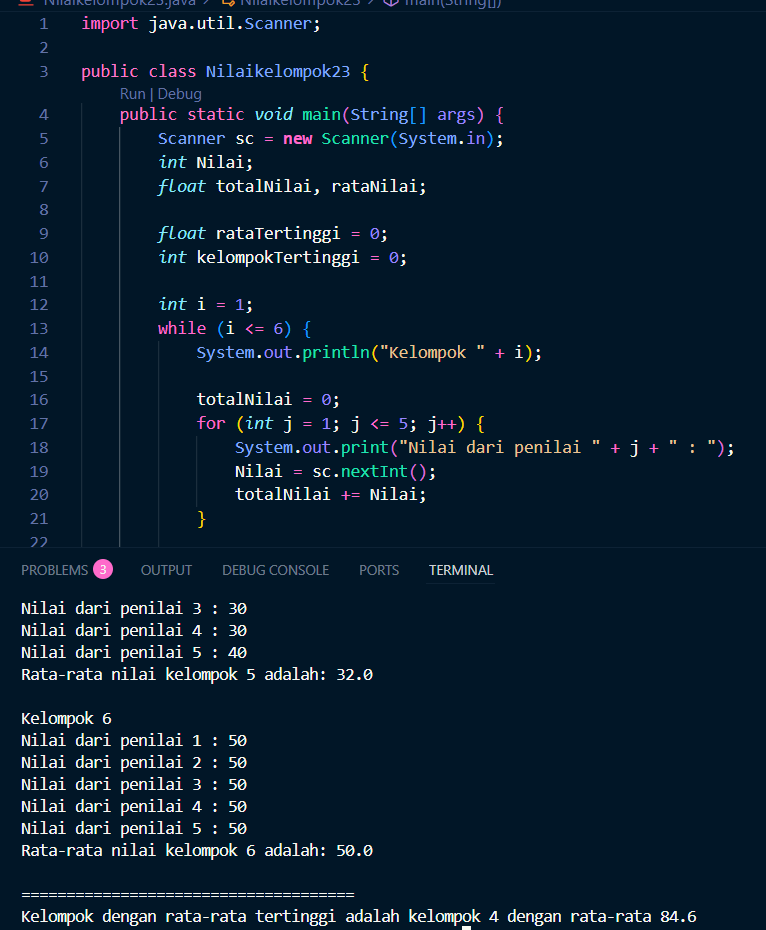 Nilaikelompok23.java > Nilaikelompok23 > main(String[])
1 import java.util.Scanner;
2
3 public class Nilaikelompok23 {
Run | Debug
4 public static void main(String[] args) {
5 Scanner sc = new Scanner(System.in);
6 int Nilai;
7 float totalNilai, rataNilai;
8
9 float rataTertinggi = 0;
10 int kelompokTertinggi = 0;
11
12 int i = 1;
13 while (i <= 6) {
14 System.out.println("Kelompok " + i);
15
16 totalNilai = 0;
17 for (int j = 1; j <= 5; j++) {
18 System.out.print("Nilai dari penilai " + j + " : ");
19 Nilai = sc.nextInt();
20 totalNilai += Nilai;
21 }
22
PROBLEMS 3 OUTPUT DEBUG CONSOLE PORTS TERMINAL
Nilai dari penilai 3 : 30
Nilai dari penilai 4 : 30
Nilai dari penilai 5 : 40
Rata-rata nilai kelompok 5 adalah: 32.0
Kelompok 6
Nilai dari penilai 1 : 50
Nilai dari penilai 2 : 50
Nilai dari penilai 3 : 50
Nilai dari penilai 4 : 50
Nilai dari penilai 5 : 50
Rata-rata nilai kelompok 6 adalah: 50.0
=====================================
Kelompok dengan rata-rata tertinggi adalah kelompok 4 dengan rata-rata 84.6